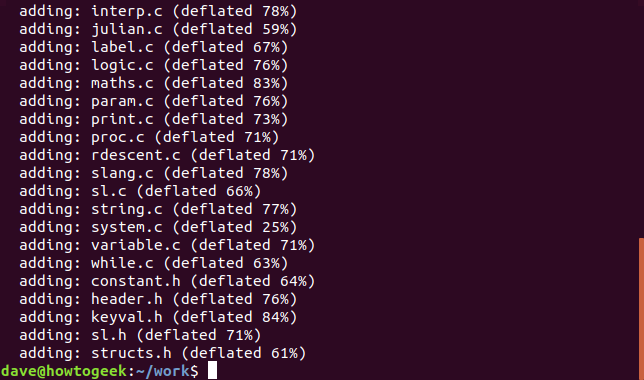 adding: interp.c (deflated 78%)
adding: julian.c (deflated 59%)
adding: label.c (deflated 67%)
adding: logic.c (deflated 76%)
adding: maths.c (deflated 83%)
adding: param.c (deflated 76%)
adding: print.c (deflated 73%)
adding: proc.c (deflated 71%)
adding: rdescent.c (deflated 71%)
adding: slang.c (deflated 78%)
adding: sl.c (deflated 66%)
adding: string.c (deflated 77%)
adding: system.c (deflated 25%)
adding: variable.c (deflated 71%)
adding: while.c (deflated 63%)
adding: constant.h (deflated 64%)
adding: header.h (deflated 76%)
adding: keyval.h (deflated 84%)
adding: sl.h (deflated 71%)
adding: structs.h (deflated 61%)
dave@howtogeek:~/work$